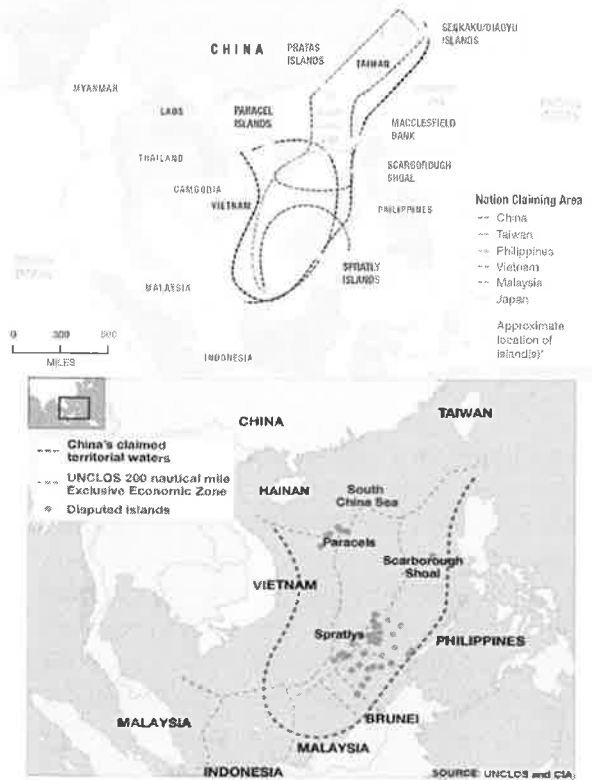 SENKAKU/DIAOYU
ISLANDS
CHINA
PRATAS
ISLANDS
TAIWAN
MYANMAR
LAOS
PARACEL
ISLANDS
MACCLESFIELD
BANK
THAILAND
SCARBOROUGH
SHOAL
CAMBODIA
VIETNAM
PHILIPPINES
Nation Claiming Area
China
Taiwan
Philippines
Vietnam
Malaysia
Japan
Approximate
location of
island(s)*
SPRATLY
ISLANDS
MALAYSIA
0 300 600
MILES
INDONESIA
CHINA
TAIWAN
China's claimed
territorial waters
UNCLOS 200 nautical mile
Exclusive Economic Zone
Disputed islands
HAINAN
South
China Sea
Paracels
Scarborough
Shoal
VIETNAM
Spratlys
PHILIPPINES
MALAYSIA
BRUNEI
MALAYSIA
INDONESIA
SOURCE: UNCLOS and CIA